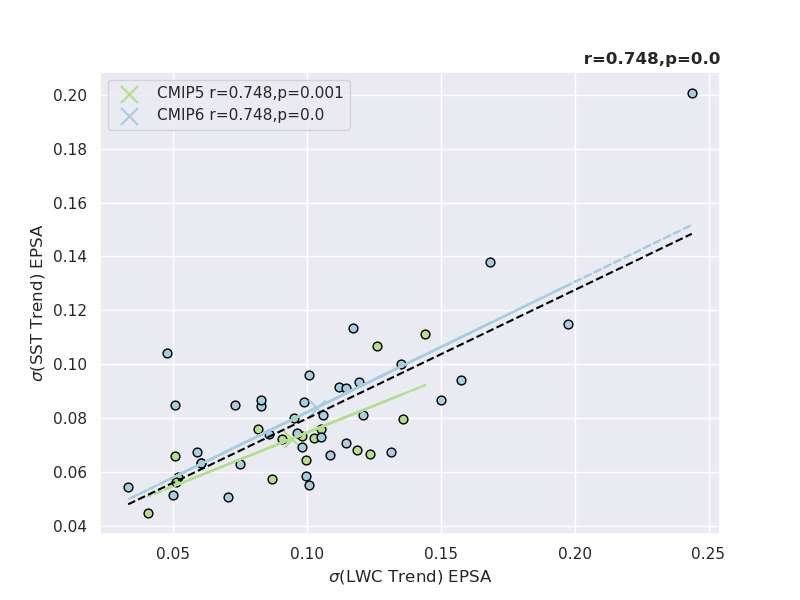 r=0.748,p=0.0
CMIP5 r=0.748,p=0.001
CMIP6 r=0.748,p=0.0
0.20
0.18
0.16
0.14
0.12
0.10
0.08
0.06
0.04
σ(SST Trend) EPSA
0.05 0.10 0.15 0.20 0.25
σ(LWC Trend) EPSA